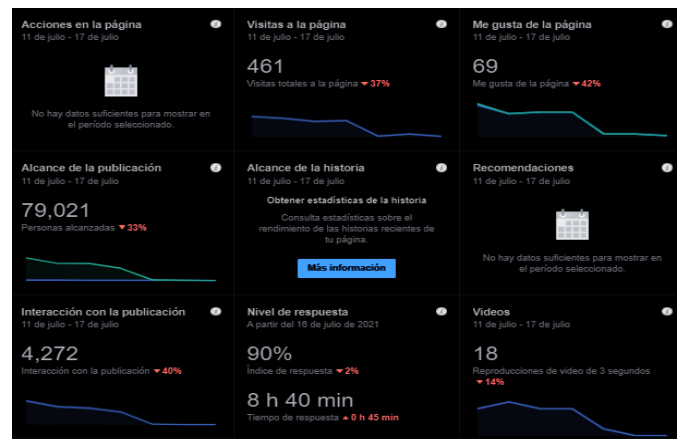 Acciones en la página
11 de julio - 17 de julio
No hay datos suficientes para mostrar en
el período seleccionado.
Visitas a la página
11 de julio - 17 de julio
461
Visitas totales a la página ▾ 37%
Me gusta de la página
11 de julio - 17 de julio
69
Me gusta de la página ▾ 42%
Alcance de la publicación
11 de julio - 17 de julio
79,021
Personas alcanzadas ▾ 33%
Alcance de la historia
11 de julio - 17 de julio
Obtener estadísticas de la historia
Consulta estadísticas sobre el
rendimiento de las historias recientes de
tu página.
Más información
Recomendaciones
11 de julio - 17 de julio
No hay datos suficientes para mostrar en
el período seleccionado.
Interacción con la publicación
11 de julio - 17 de julio
4,272
Interacción con la publicación ▾ 40%
Nivel de respuesta
A partir del 16 de julio de 2021
90%
Índice de respuesta ▾ 2%
8 h 40 min
Tiempo de respuesta ▴ 0 h 45 min
Videos
11 de julio - 17 de julio
18
Reproducciones de video de 3 segundos
▾ 14%